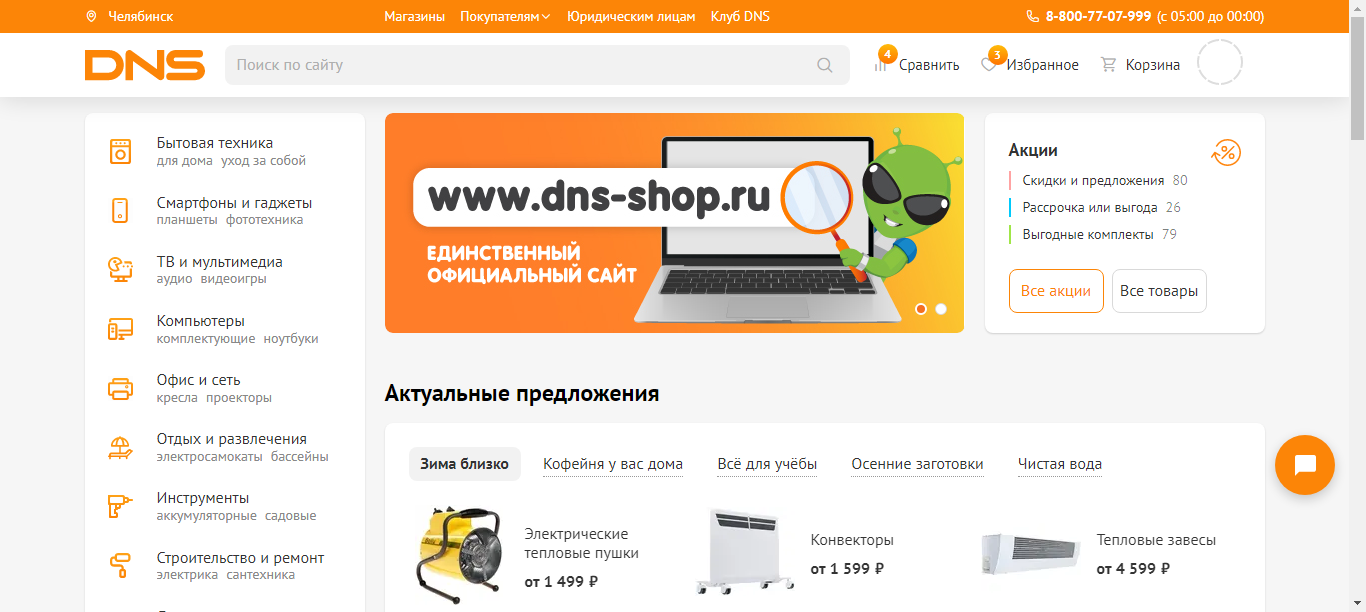 Челябинск
Магазины Покупателям Юридическим лицам Клуб DNS
8-800-77-07-999 (с 05:00 до 00:00)
DNS
Поиск по сайту
4
Сравнить
3
Избранное
Корзина
Бытовая техника
для дома уход за собой
Смартфоны и гаджеты
планшеты фототехника
ТВ и мультимедиа
аудио видеоигры
Компьютеры
комплектующие ноутбуки
Офис и сеть
кресла проекторы
Отдых и развлечения
электросамокаты бассейны
Инструменты
аккумуляторные садовые
Строительство и ремонт
электрика сантехника
www.dns-shop.ru
ЕДИНСТВЕННЫЙ
ОФИЦИАЛЬНЫЙ САЙТ
Акции
Скидки и предложения 80
Рассрочка или выгода 26
Выгодные комплекты 79
Все акции
Все товары
Актуальные предложения
Зима близко Кофейня у вас дома Всё для учёбы Осенние заготовки Чистая вода
Электрические
тепловые пушки
от 1 499 ₽
Конвекторы
от 1 599 ₽
Тепловые завесы
от 4 599 ₽